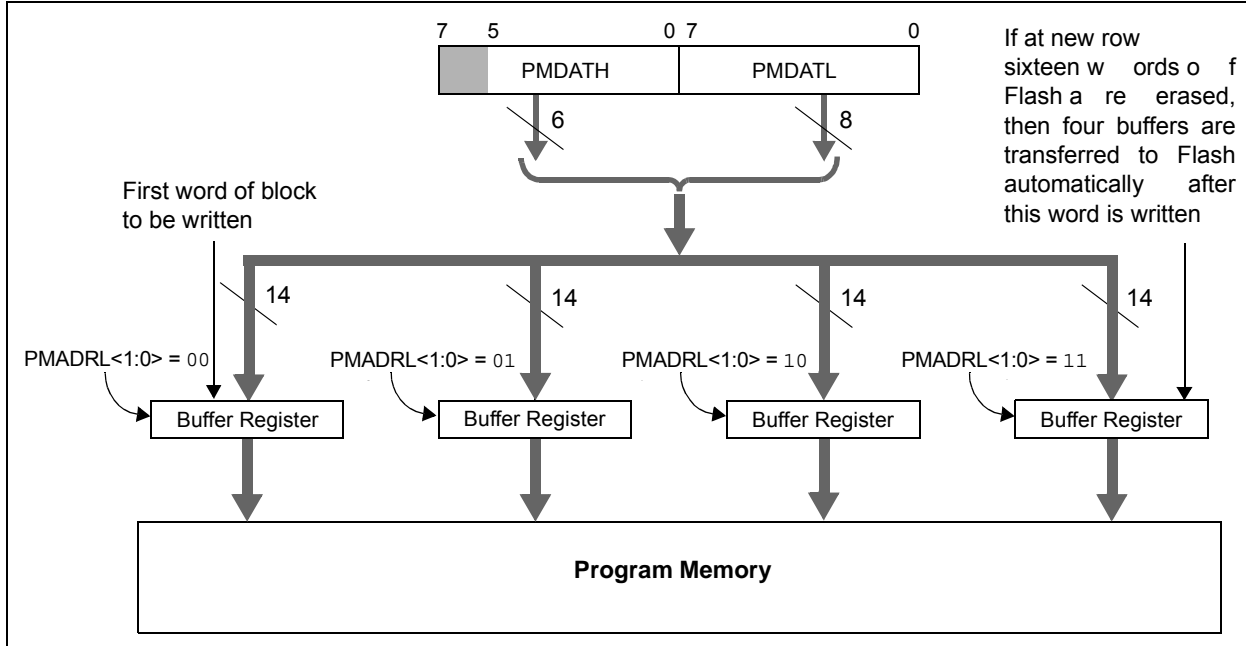 7 5 0 7 0
PMDATH PMDATL
6 8
If at new row
sixteen w ords o f
Flash a re erased,
then four buffers are
transferred to Flash
automatically after
this word is written
First word of block
to be written
14 14 14 14
PMADRL<1:0> = 00 PMADRL<1:0> = 01 PMADRL<1:0> = 10 PMADRL<1:0> = 11
Buffer Register Buffer Register Buffer Register Buffer Register
Program Memory